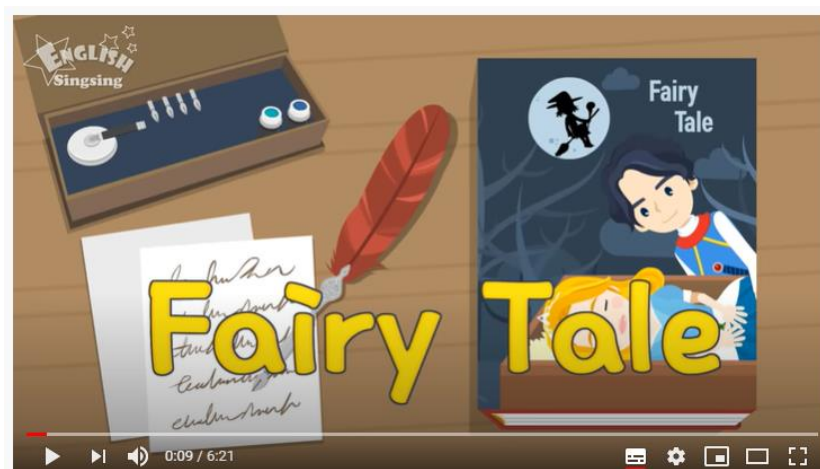 ENGLISH
Singsing
Fairy
Tale
Fairy Tale
0:09 / 6:21